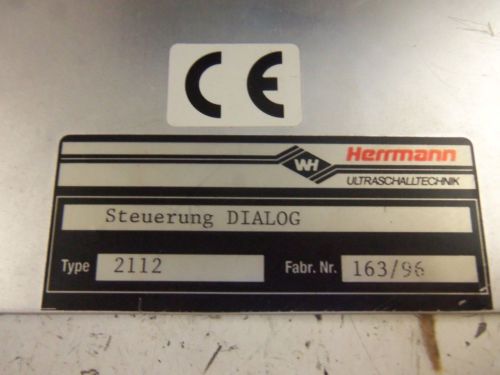 CE
WH Herrmann
ULTRASCHALLTECHNIK
Steuerung DIALOG
Type 2112 Fabr. Nr. 163/96